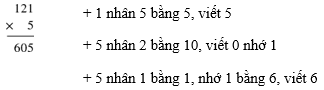 121
× 5
605
+ 1 nhân 5 bằng 5, viết 5
+ 5 nhân 2 bằng 10, viết 0 nhớ 1
+ 5 nhân 1 bằng 1, nhớ 1 bằng 6, viết 6